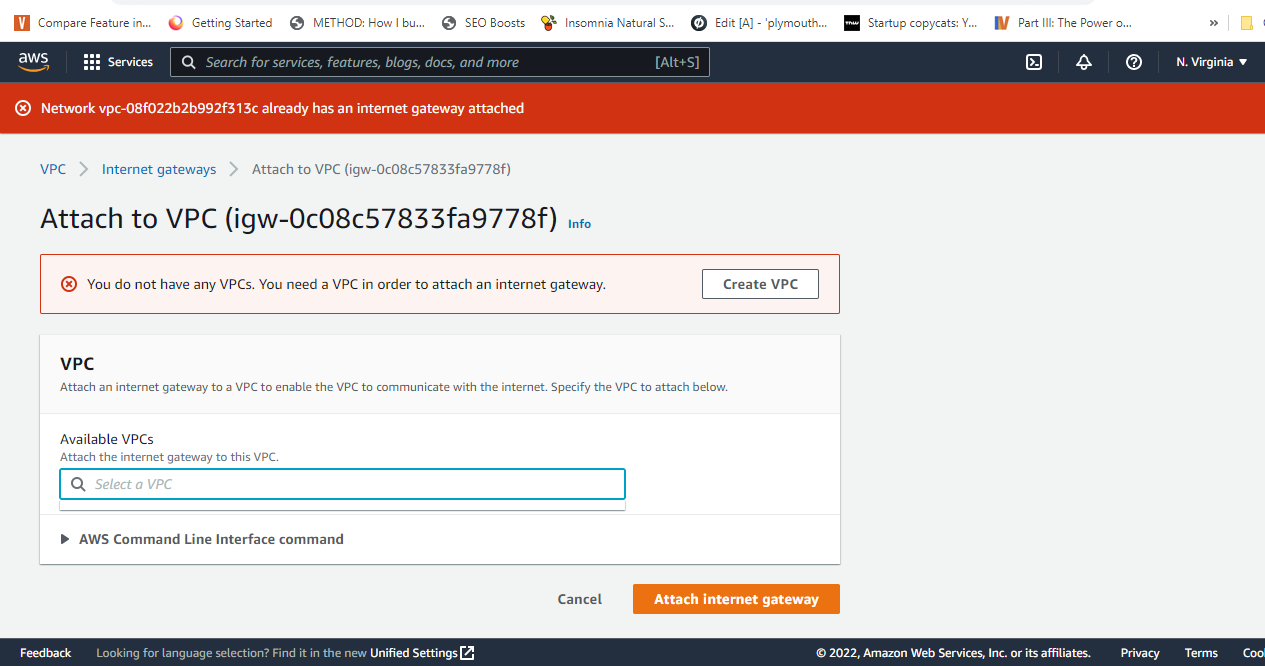 Compare Feature in... Getting Started METHOD: How I bu... SEO Boosts Insomnia Natural S... Edit [A] - 'plymouth... Startup copycats: Y... Part III: The Power o... »
aws Services Search for services, features, blogs, docs, and more [Alt+S] N. Virginia
Network vpc-08f022b2b992f313c already has an internet gateway attached
VPC Internet gateways Attach to VPC (igw-0c08c57833fa9778f)
Attach to VPC (igw-0c08c57833fa9778f) Info
You do not have any VPCs. You need a VPC in order to attach an internet gateway. Create VPC
VPC
Attach an internet gateway to a VPC to enable the VPC to communicate with the internet. Specify the VPC to attach below.
Available VPCs
Attach the internet gateway to this VPC.
Select a VPC
AWS Command Line Interface command
Cancel Attach internet gateway
Feedback Looking for language selection? Find it in the new Unified Settings © 2022, Amazon Web Services, Inc. or its affiliates. Privacy Terms Coo